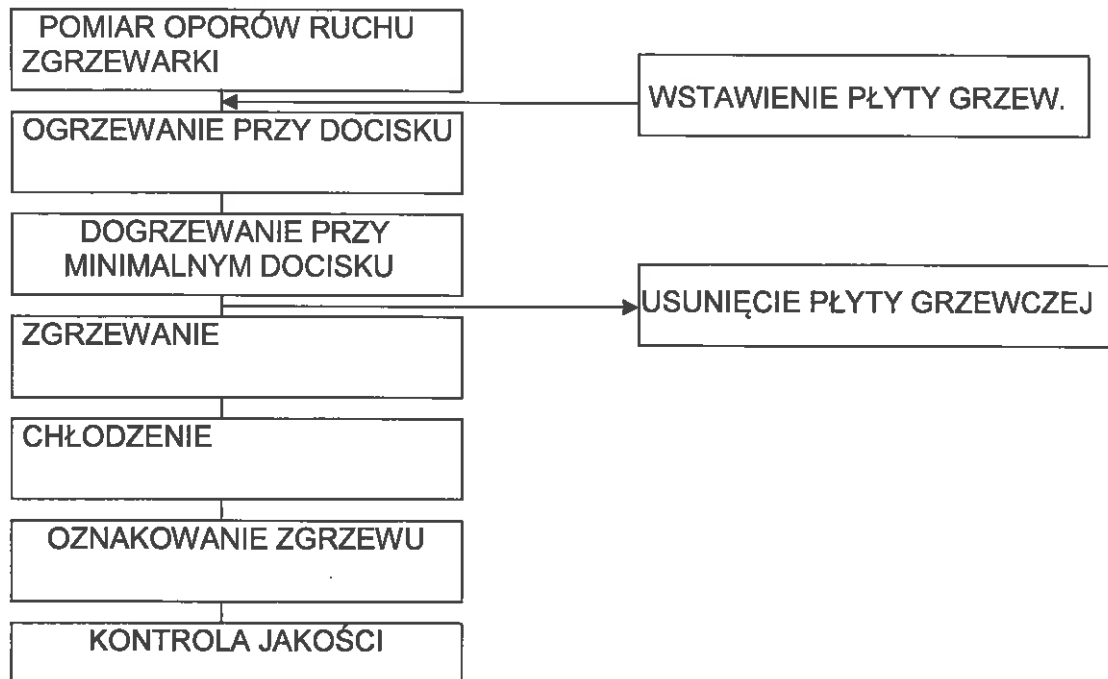 POMIAR OPORÓW RUCHU
ZGRZEWARKI
WSTAWIENIE PŁYTY GRZEW.
OGRZEWANIE PRZY DOCISKU
DOGRZEWANIE PRZY
MINIMALNYM DOCISKU
USUNIĘCIE PŁYTY GRZEWCZEJ
ZGRZEWANIE
CHŁODZENIE
OZNAKOWANIE ZGRZEWU
KONTROLA JAKOŚCI